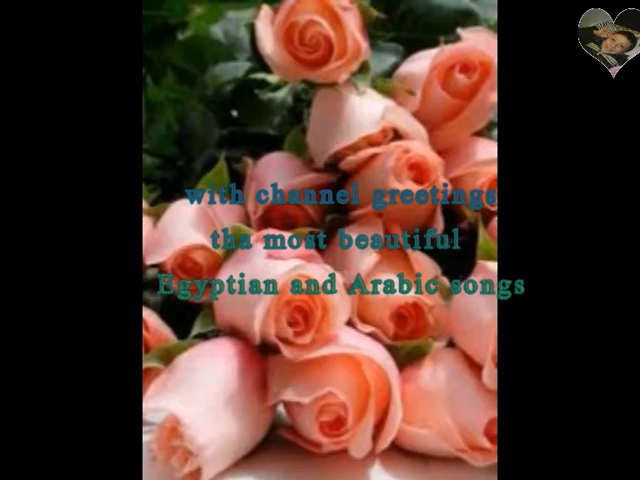 with channel greetings
tha most beautiful
Egyptian and Arabic songs